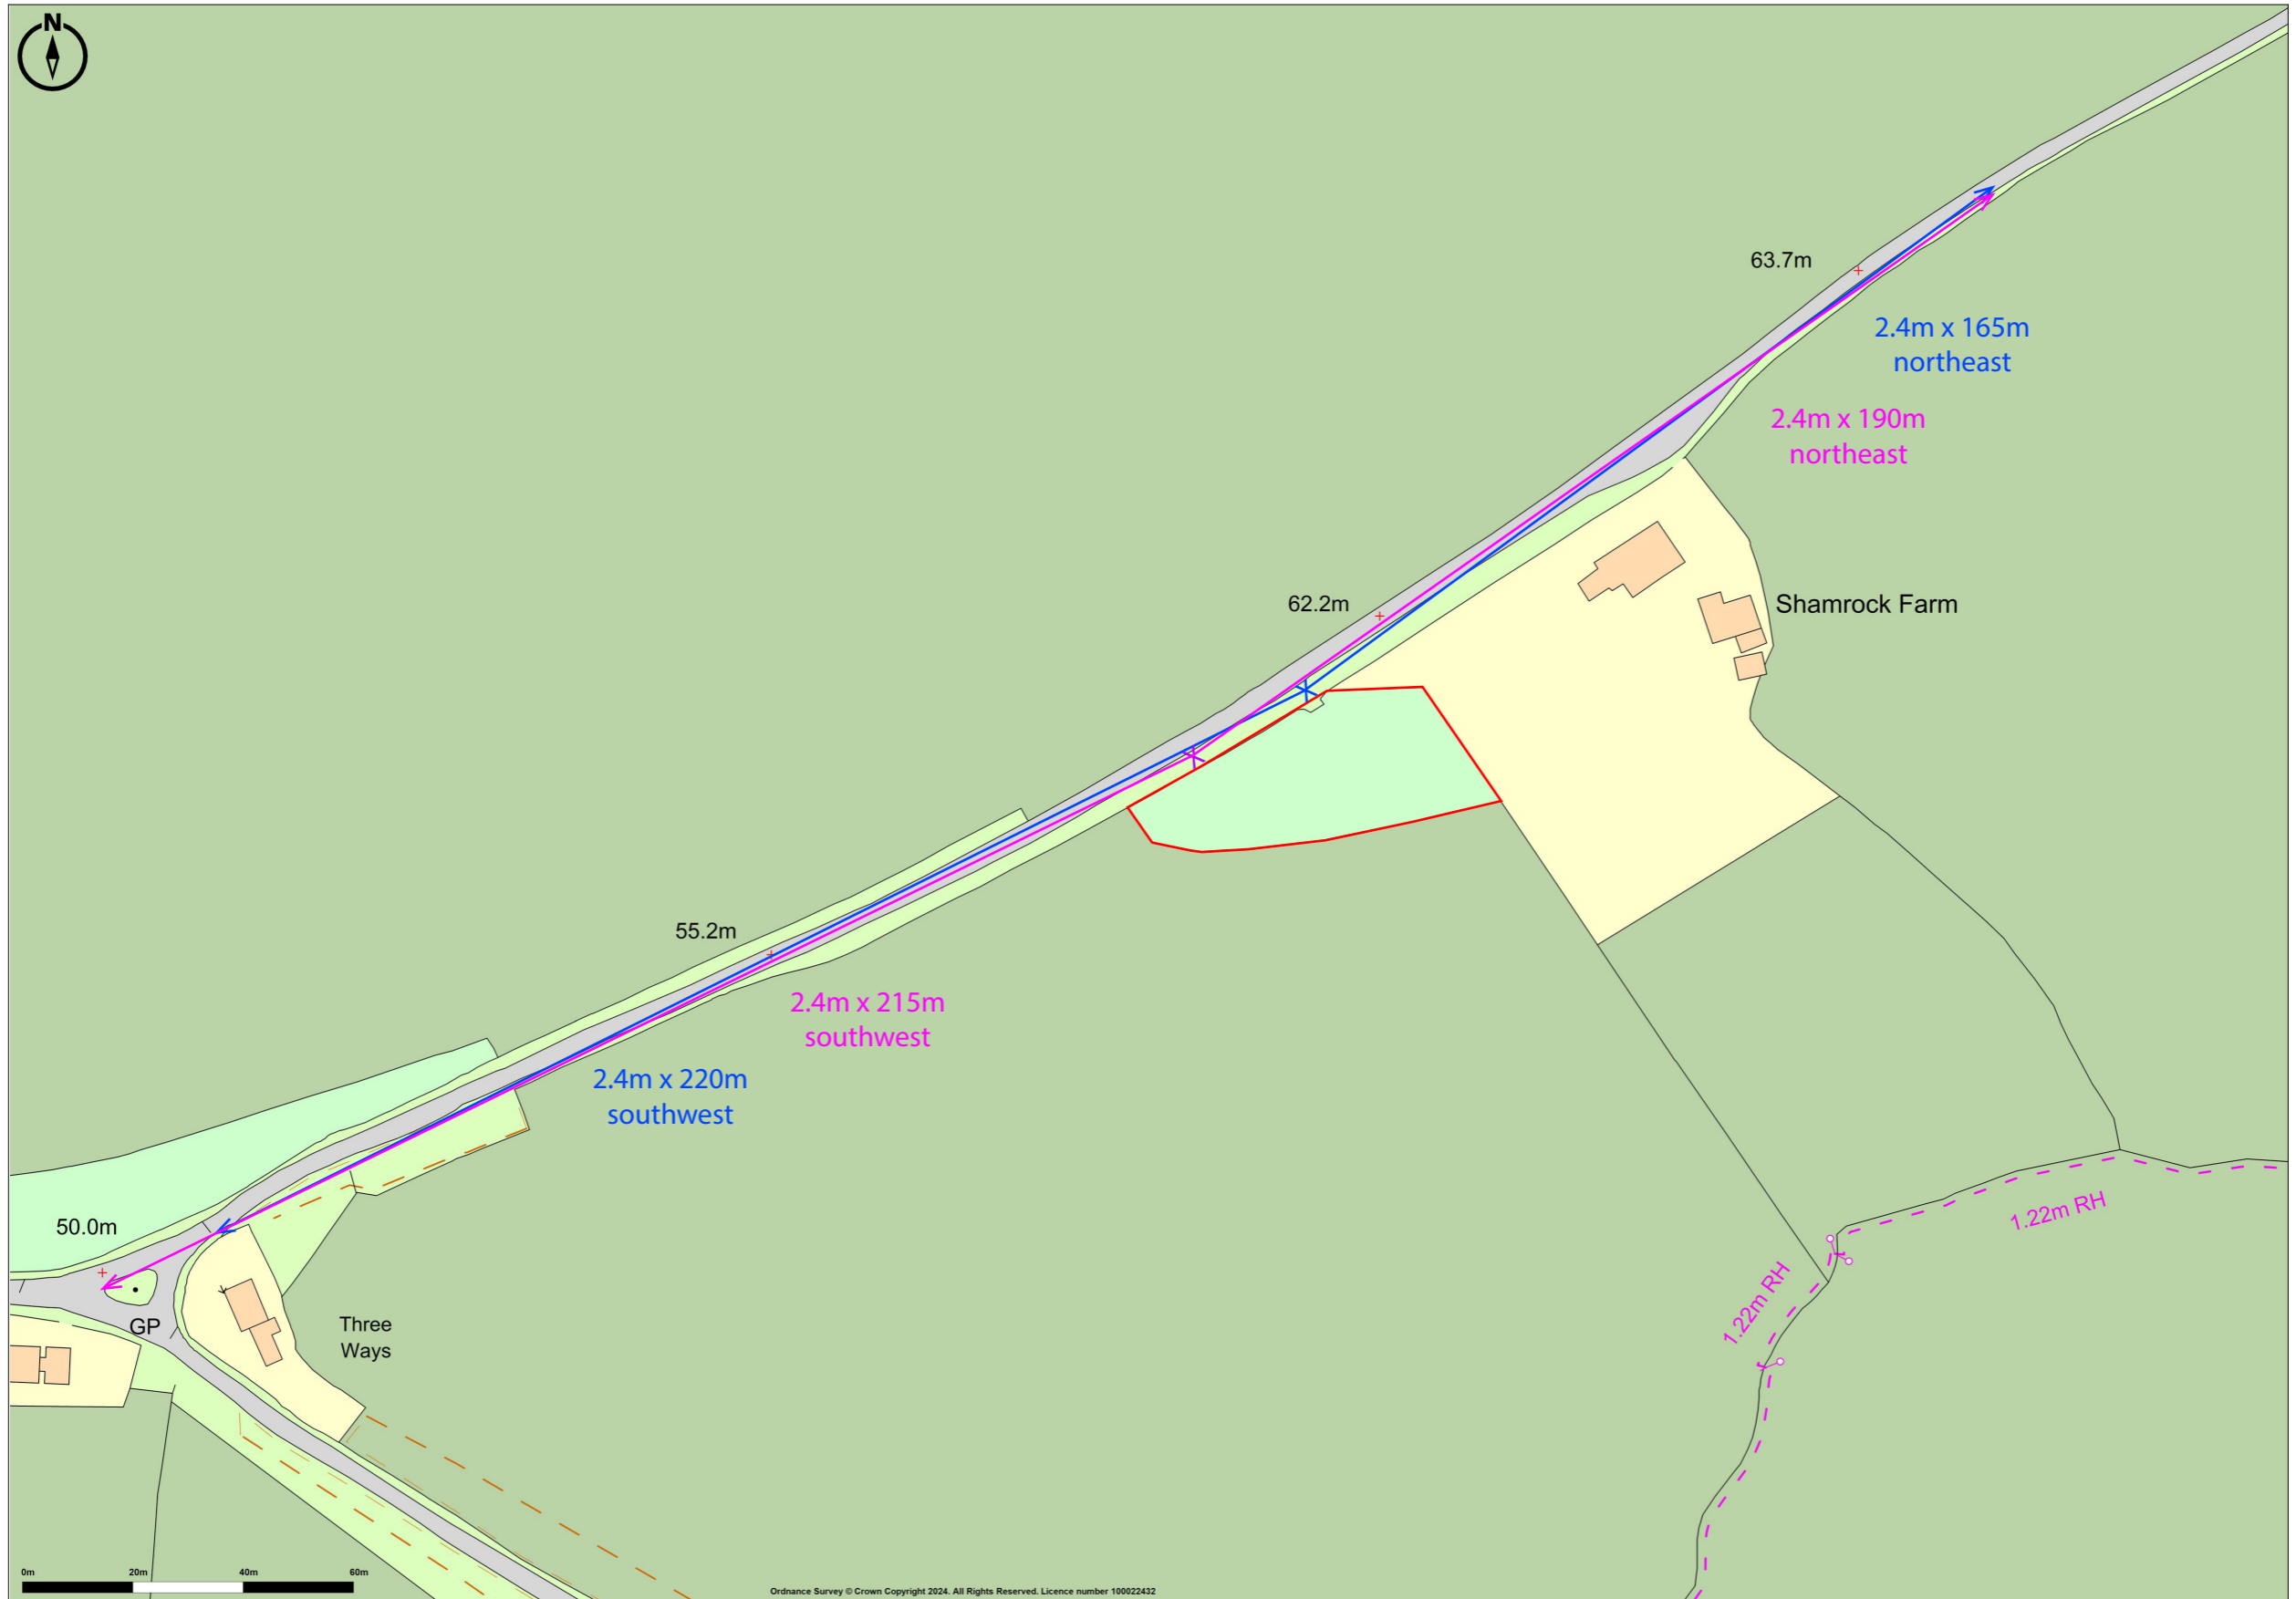 N
63.7m
2.4m x 165m
northeast
2.4m x 190m
northeast
62.2m
Shamrock Farm
55.2m
2.4m x 215m
southwest
2.4m x 220m
southwest
50.0m
1.22m RH
1.22m RH
GP
Three
Ways
0m 20m 40m 60m
Ordnance Survey © Crown Copyright 2024. All Rights Reserved. Licence number 100022432